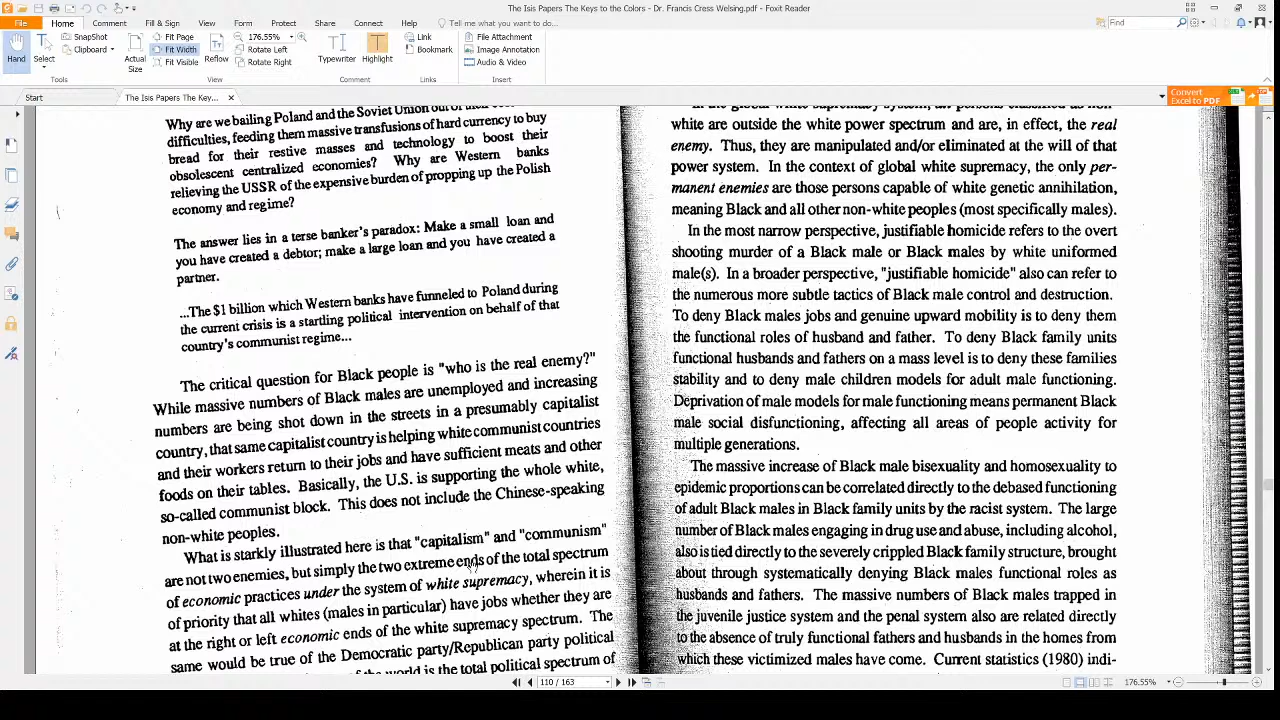 The Isis Papers The Keys to the Colors - Dr. Francis Cress Welsing.pdf - Foxit Reader
File Home Comment Fill & Sign View Form Protect Share Connect Help Tell me what you want to do... Find
Hand
Select
SnapShot
Clipboard
Actual Size
Fit Page
Fit Width
Fit Visible
Reflow
176.55%
Rotate Left
Rotate Right
Typewriter
Highlight
Link
Bookmark
File Attachment
Image Annotation
Audio & Video
Tools View Comment Links Insert
Start The Isis Papers The Key...
Convert
Excel to PDF
Why are we bailing Poland and the Soviet Union out of their
difficulties, feeding them massive transfusions of hard currency to buy
bread for their restive masses and technology to boost their
obsolescent centralized economies? Why are Western banks
relieving the USSR of the expensive burden of propping up the Polish
economy and regime?
The answer lies in a terse banker's paradox: Make a small loan and
you have created a debtor; make a large loan and you have created a
partner.
...The $1 billion which Western banks have funneled to Poland during
the current crisis is a startling political intervention on behalf of that
country's communist regime...
The critical question for Black people is "who is the real enemy?"
While massive numbers of Black males are unemployed and increasing
numbers are being shot down in the streets in a presumably capitalist
country, that same capitalist country is helping white communist countries
and their workers return to their jobs and have sufficient meats and other
foods on their tables. Basically, the U.S. is supporting the whole white,
so-called communist block. This does not include the Chinese-speaking
non-white peoples.
What is starkly illustrated here is that "capitalism" and "communism"
are not two enemies, but simply the two extreme ends of the total spectrum
of economic practices under the system of white supremacy, wherein it is
of priority that all whites (males in particular) have jobs whether they are
at the right or left economic ends of the white supremacy spectrum. The
same would be true of the Democratic party/Republican party political
of the world is the total political spectrum of
In the global white supremacy system, all persons classified as non-
white are outside the white power spectrum and are, in effect, the real
enemy. Thus, they are manipulated and/or eliminated at the will of that
power system. In the context of global white supremacy, the only per-
manent enemies are those persons capable of white genetic annihilation,
meaning Black and all other non-white peoples (most specifically males).
In the most narrow perspective, justifiable homicide refers to the overt
shooting murder of a Black male or Black males by white uniformed
male(s). In a broader perspective, "justifiable homicide" also can refer to
the numerous more subtle tactics of Black male control and destruction.
To deny Black males jobs and genuine upward mobility is to deny them
the functional roles of husband and father. To deny Black family units
functional husbands and fathers on a mass level is to deny these families
stability and to deny male children models for adult male functioning.
Deprivation of male models for male functioning means permanent Black
male social disfunctioning, affecting all areas of people activity for
multiple generations.
The massive increase of Black male bisexuality and homosexuality to
epidemic proportions can be correlated directly to the debased functioning
of adult Black males in Black family units by the racist system. The large
number of Black males engaging in drug use and abuse, including alcohol,
also is tied directly to the severely crippled Black family structure, brought
about through systematically denying Black males functional roles as
husbands and fathers. The massive numbers of Black males trapped in
the juvenile justice system and the penal system also are related directly
to the absence of truly functional fathers and husbands in the homes from
which these victimized males have come. Current statistics (1980) indi-
110 / 163
176.55%